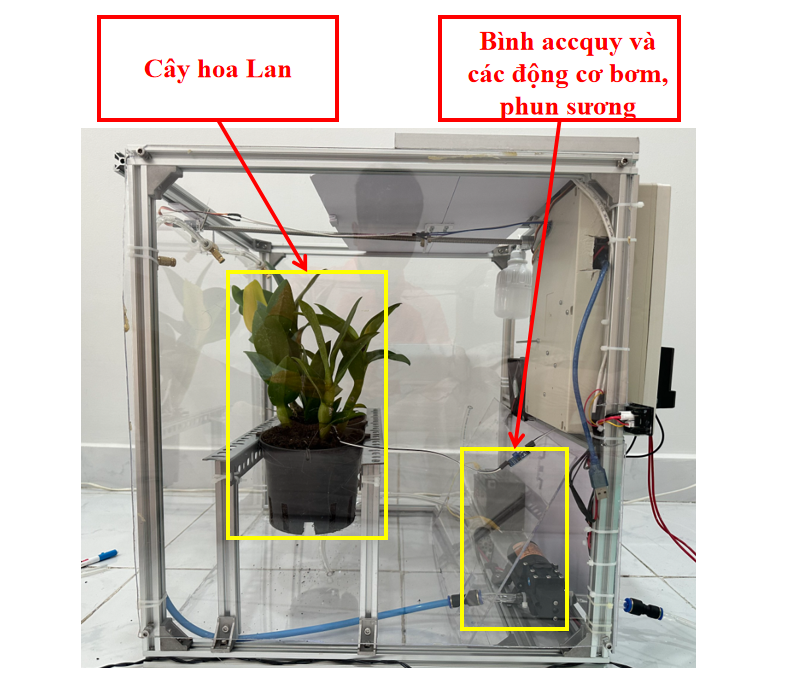 Cây hoa Lan
Bình accquy và
các động cơ bơm,
phun sương